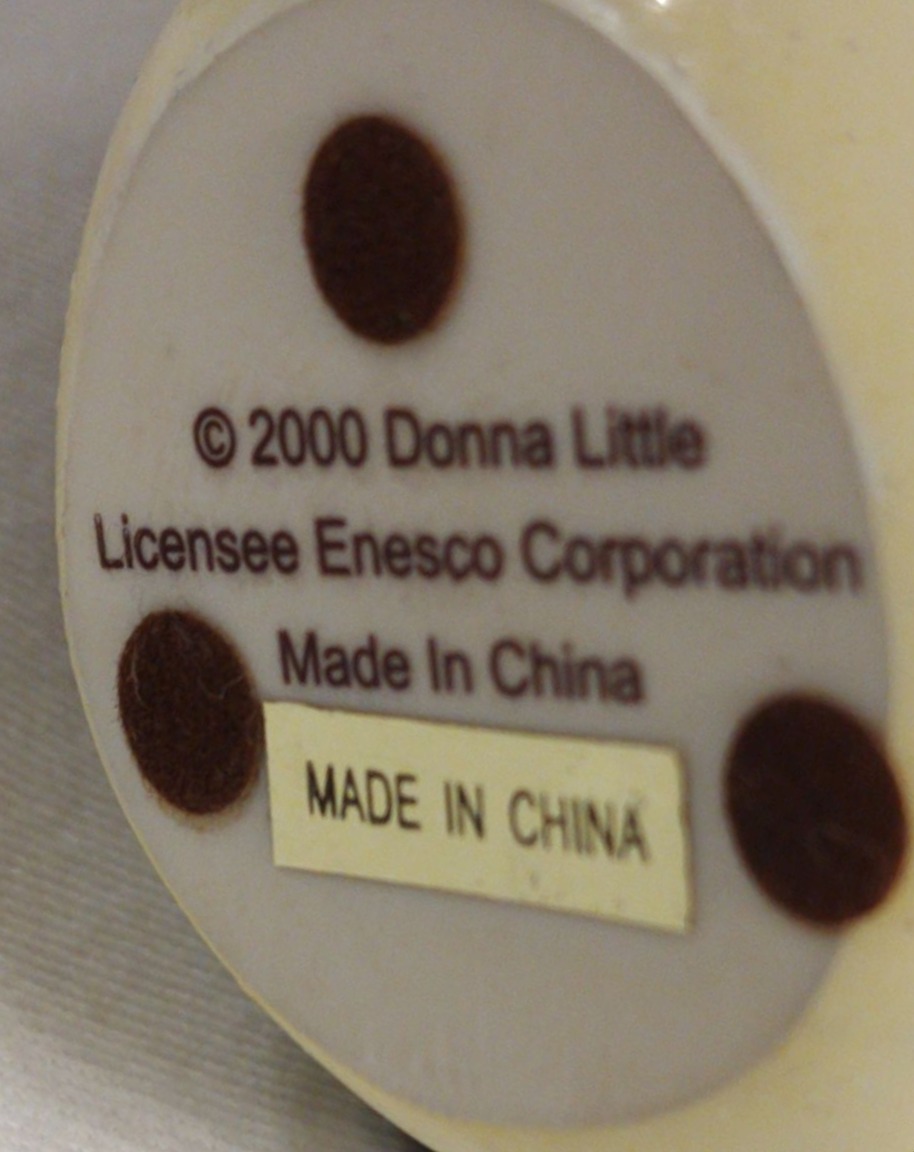 © 2000 Donna Little
Licensee Enesco Corporation
Made In China
MADE IN CHINA